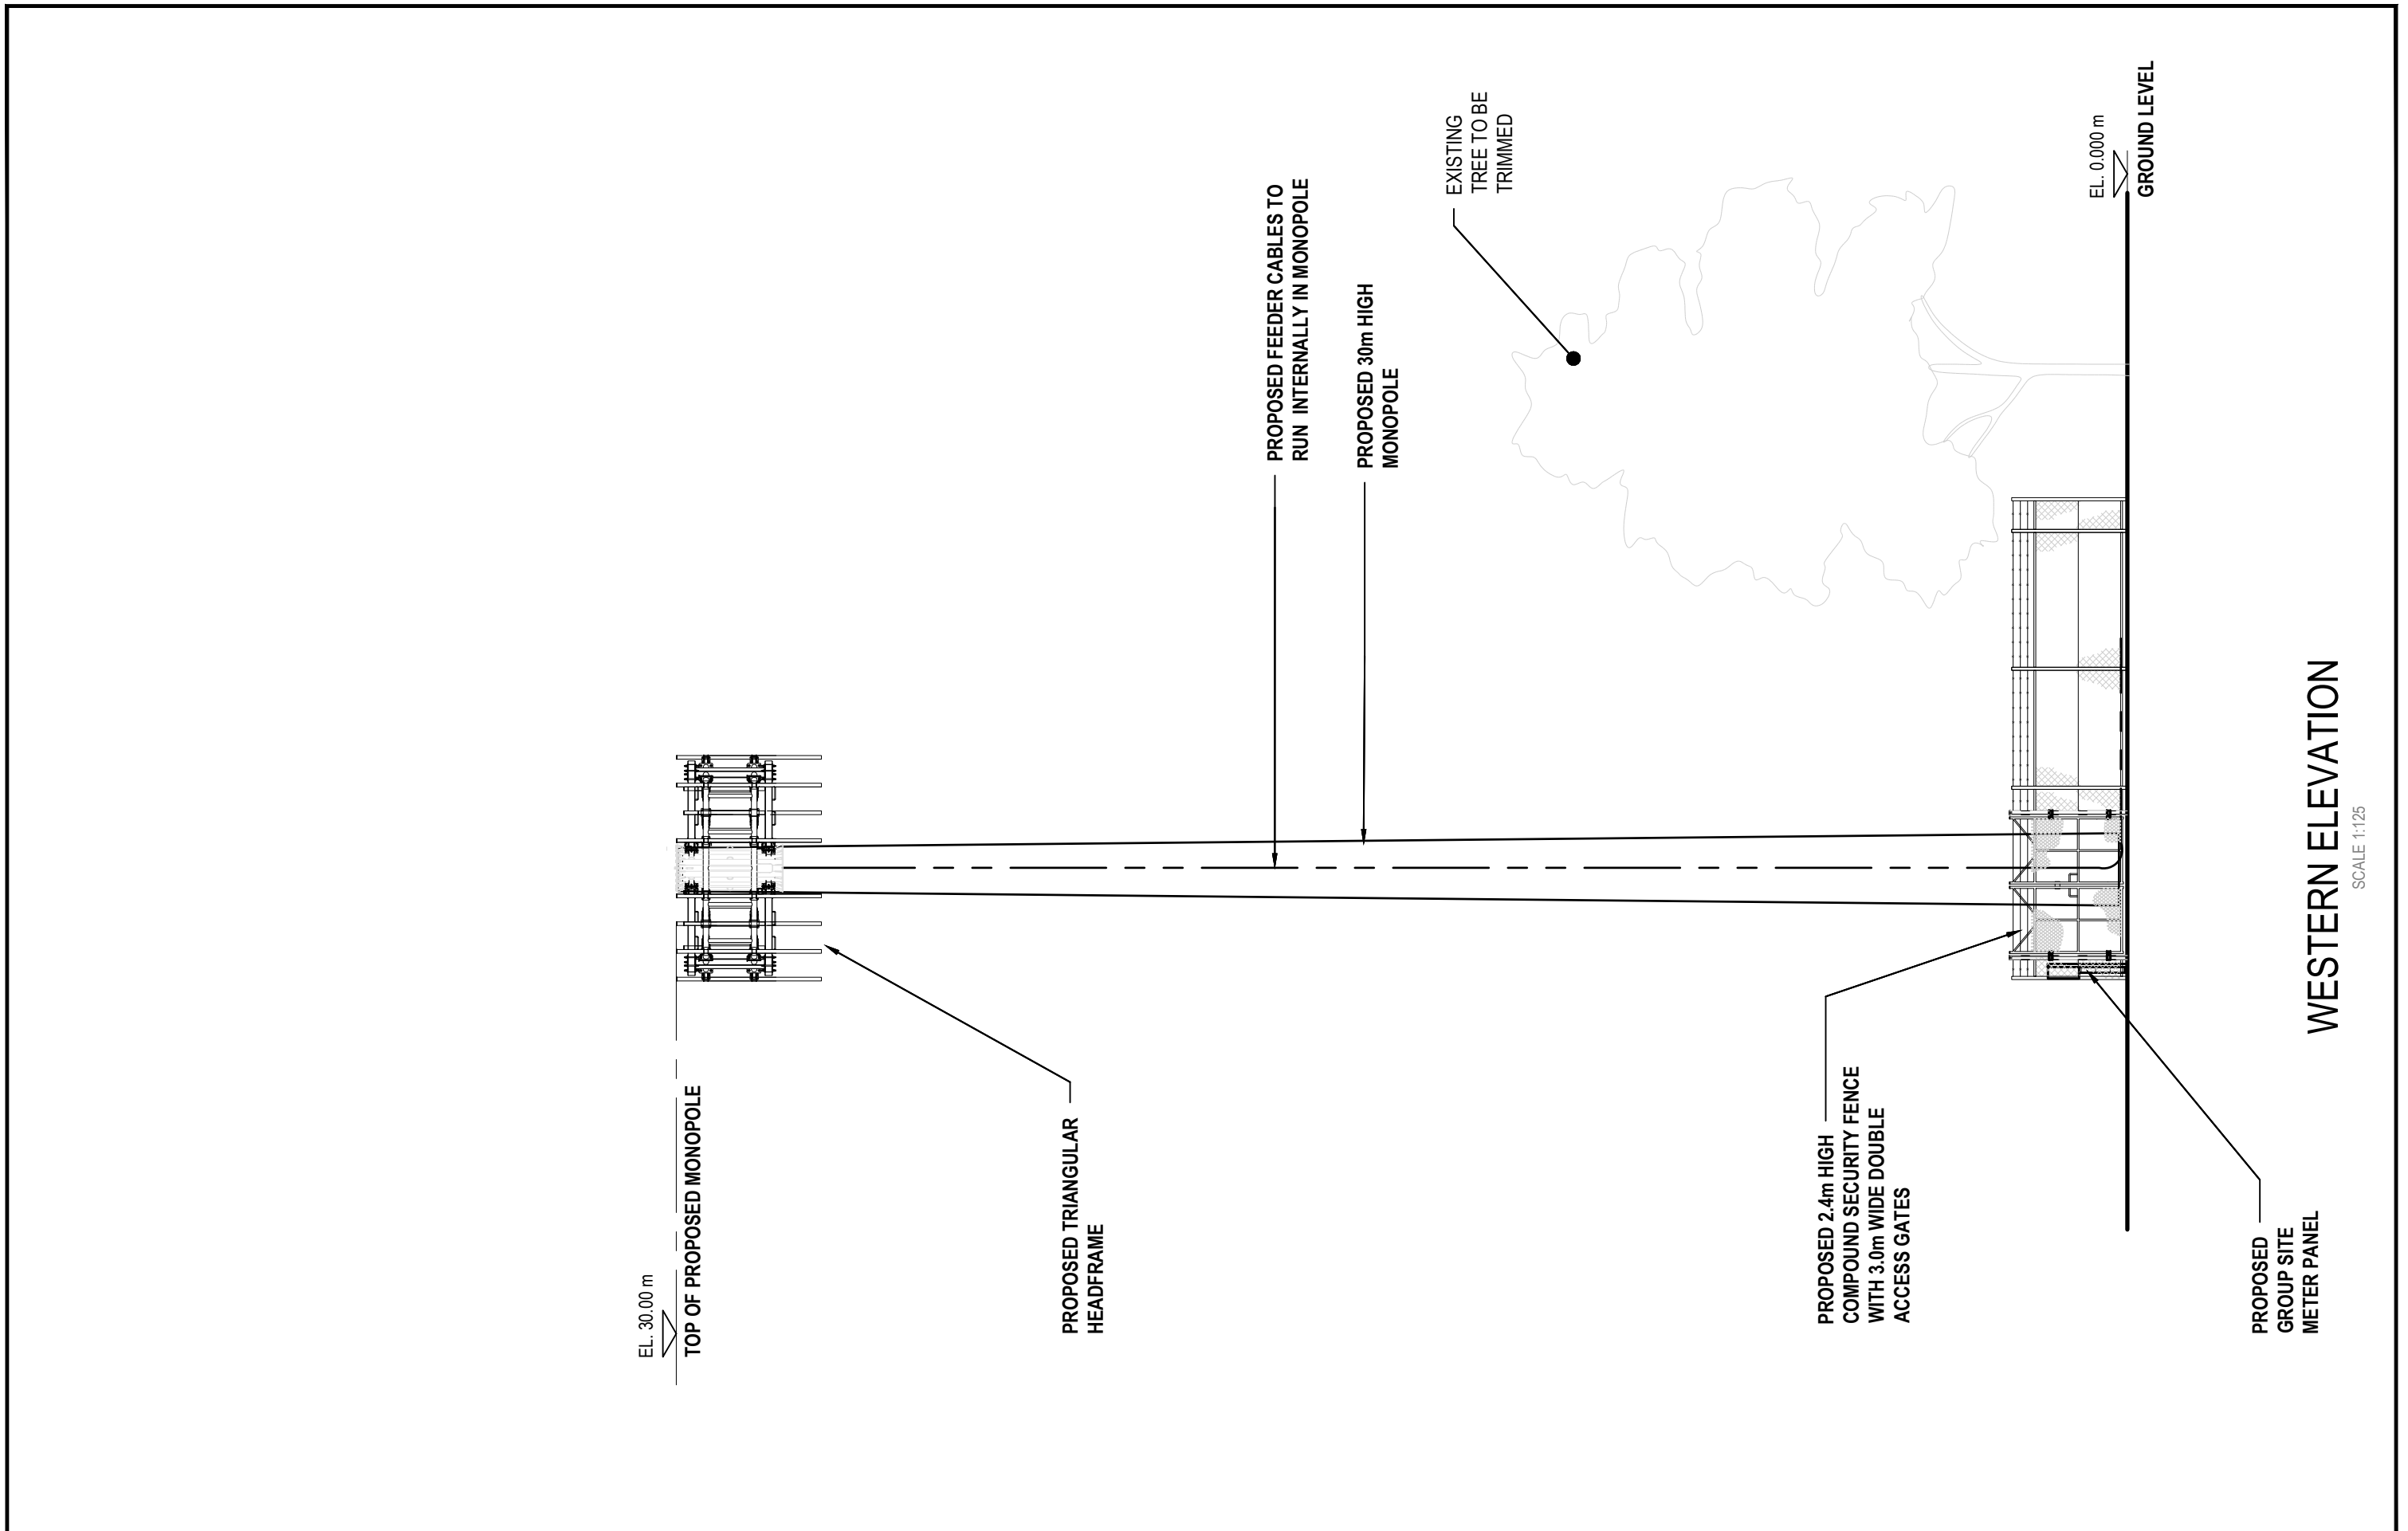 EL. 30.00 m
TOP OF PROPOSED MONOPOLE
PROPOSED TRIANGULAR
HEADFRAME
PROPOSED FEEDER CABLES TO
RUN INTERNALLY IN MONOPOLE
PROPOSED 30m HIGH
MONOPOLE
EXISTING
TREE TO BE
TRIMMED
PROPOSED 2.4m HIGH
COMPOUND SECURITY FENCE
WITH 3.0m WIDE DOUBLE
ACCESS GATES
EL. 0.000 m
GROUND LEVEL
PROPOSED
GROUP SITE
METER PANEL
WESTERN ELEVATION
SCALE 1:125